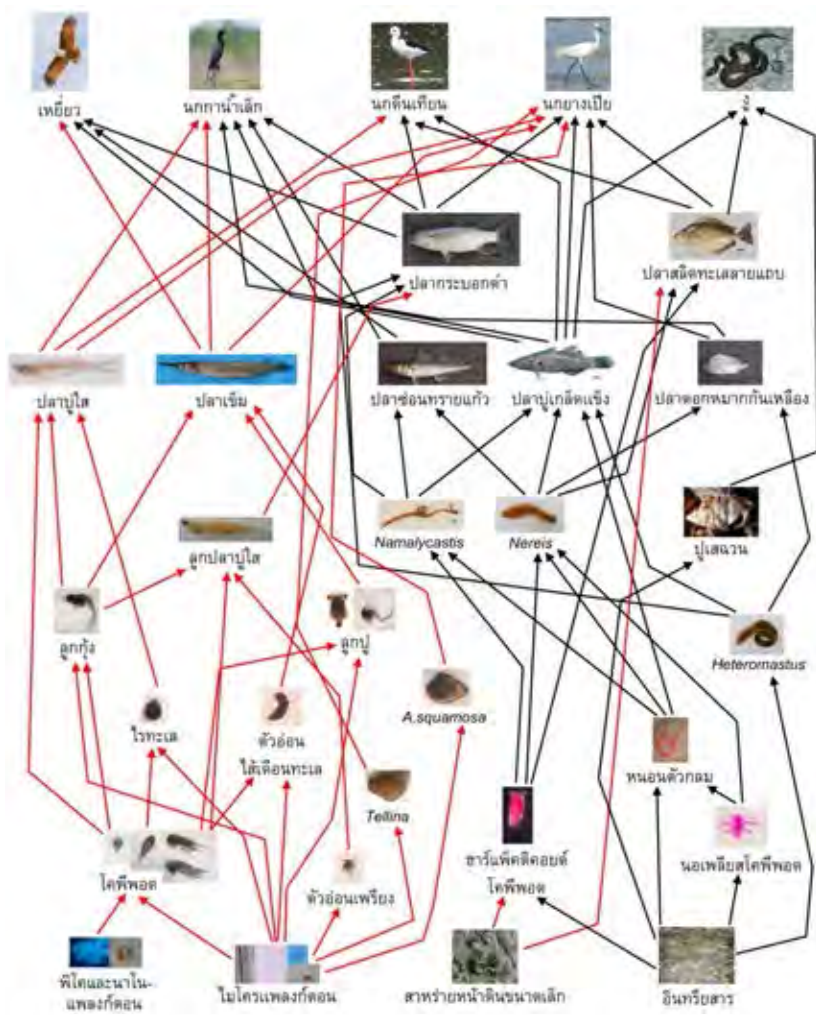 เหยี่ยว
นกกาน้ำเล็ก
นกตีนเทียน
นกยางเปีย
งู
ปลากระบอกดำ
ปลาสลิดทะเลลายแถบ
ปลาบู่ใส
ปลาเข็ม
ปลาช่อนทรายแก้ว
ปลาบู่เกล็ดแข็ง
ปลาดอกหมากกันเหลือง
ลูกปลาบู่ใส
Namalycastis
Nereis
ปูเสฉวน
ลูกกุ้ง
ลูกปู
A.squamosa
Heteromastus
ไรทะเล
ตัวอ่อน
ไส้เดือนทะเล
Tellina
หนอนตัวกลม
ฮาร์แพ็คติคอยด์
โคพีพอด
นอเพลียสโคพีพอด
โคพีพอด
ตัวอ่อนเพรียง
พิโคและนาโน-
แพลงก์ตอน
ไมโครแพลงก์ตอน
สาหร่ายหน้าดินขนาดเล็ก
อินทรียสาร